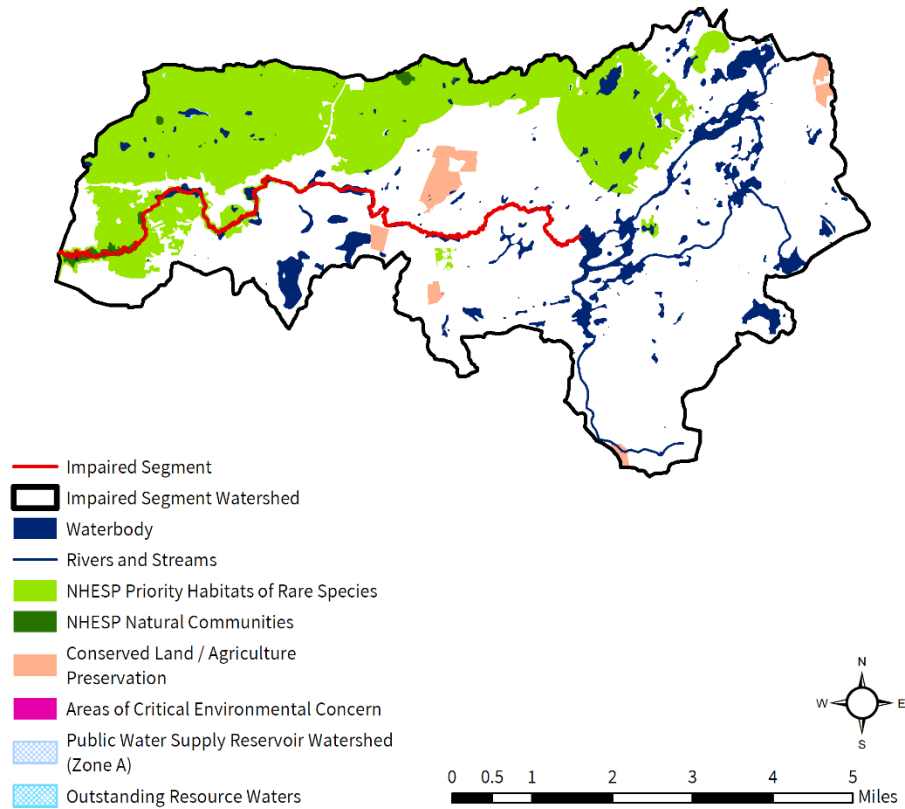 Impaired Segment
Impaired Segment Watershed
Waterbody
Rivers and Streams
NHESP Priority Habitats of Rare Species
NHESP Natural Communities
Conserved Land / Agriculture
Preservation
Areas of Critical Environmental Concern
Public Water Supply Reservoir Watershed
(Zone A)
Outstanding Resource Waters
N
W E
S
0 0.5 1 2 3 4 5
Miles